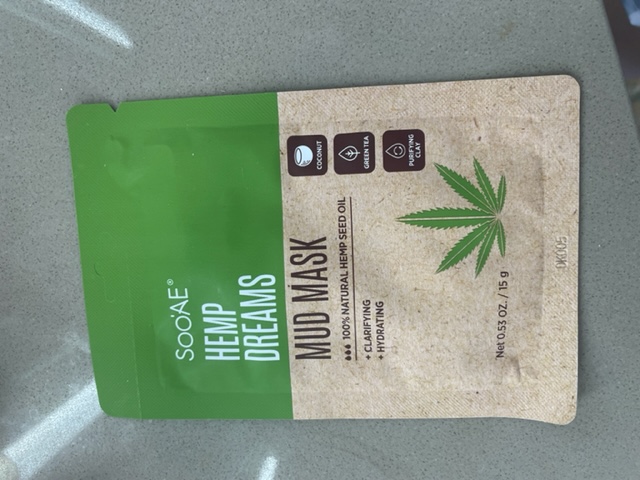 SOO'AE®
HEMP
DREAMS
MUD MASK
100% NATURAL HEMP SEED OIL
+ CLARIFYING
+ HYDRATING
COCONUT
GREEN TEA
PURIFYING
CLAY
Net 0.53 OZ. / 15 g